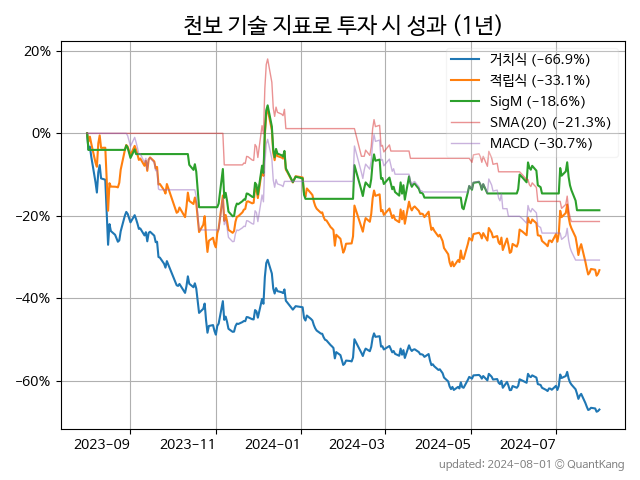 천보 기술 지표로 투자 시 성과 (1년)
20%
0%
−20%
−40%
−60%
거치식 (−66.9%)
적립식 (−33.1%)
SigM (−18.6%)
SMA(20) (−21.3%)
MACD (−30.7%)
2023-09
2023-11
2024-01
2024-03
2024-05
2024-07
updated: 2024-08-01 © QuantKang